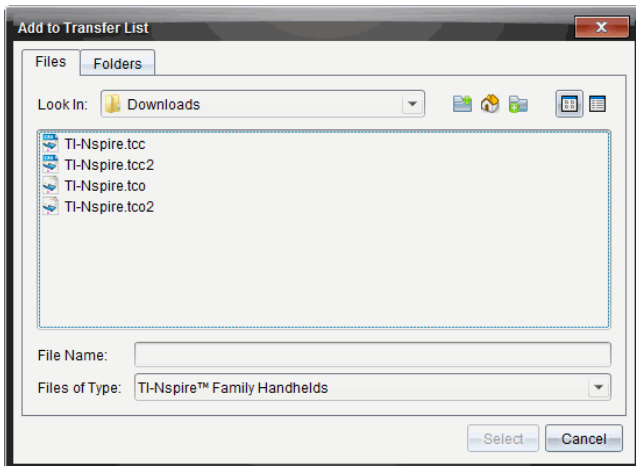 Add to Transfer List
Files Folders
Look In: Downloads
TI-Nspire.tcc
TI-Nspire.tcc2
TI-Nspire.tco
TI-Nspire.tco2
File Name:
Files of Type: TI-Nspire™ Family Handhelds
Select Cancel